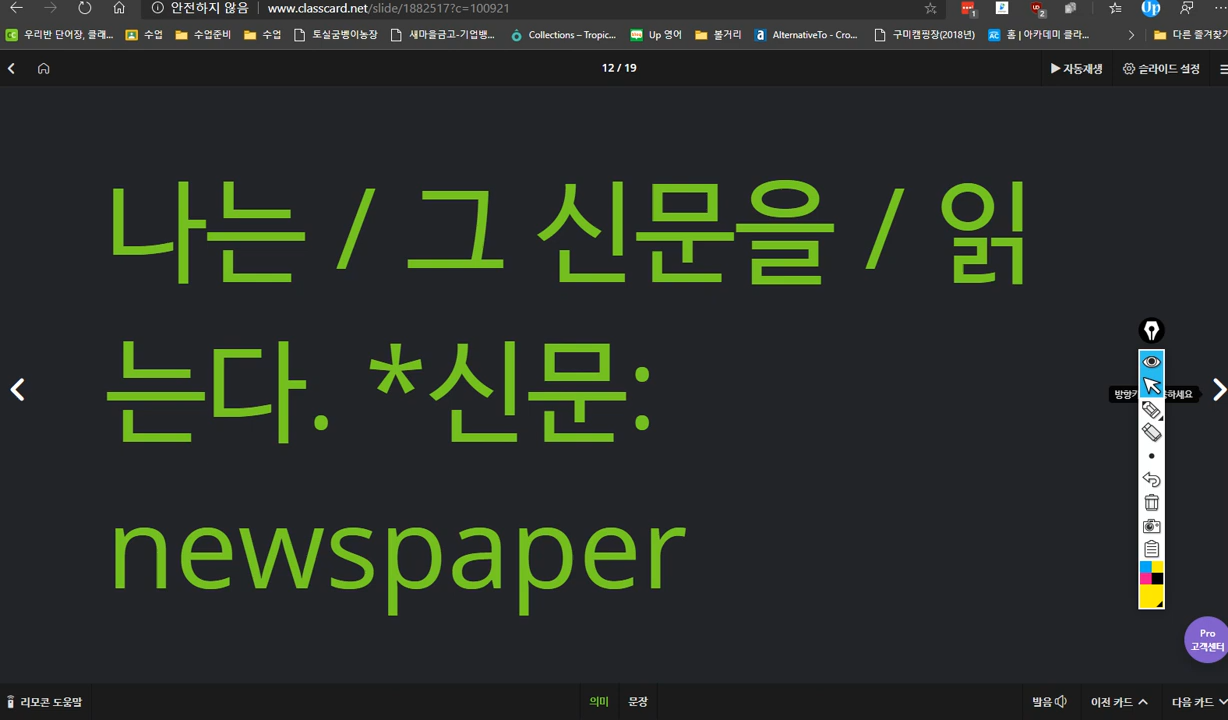 안전하지 않음 | www.classcard.net/slide/1882517?c=100921
우리반 단어장, 클래... 수업 수업준비 수업 토실굼벵이농장 새마을금고-기업뱅... Collections – Tropic... Up 영어 볼거리 AlternativeTo - Cro... 구미캠핑장(2018년) 홈 | 아카데미 클라... 다른 즐겨찾기
12 / 19 자동재생 슬라이드 설정
나는 / 그 신문을 / 읽
는다. *신문:
newspaper
Pro
고객센터
리모콘 도움말 의미 문장 발음 이전 카드 다음 카드